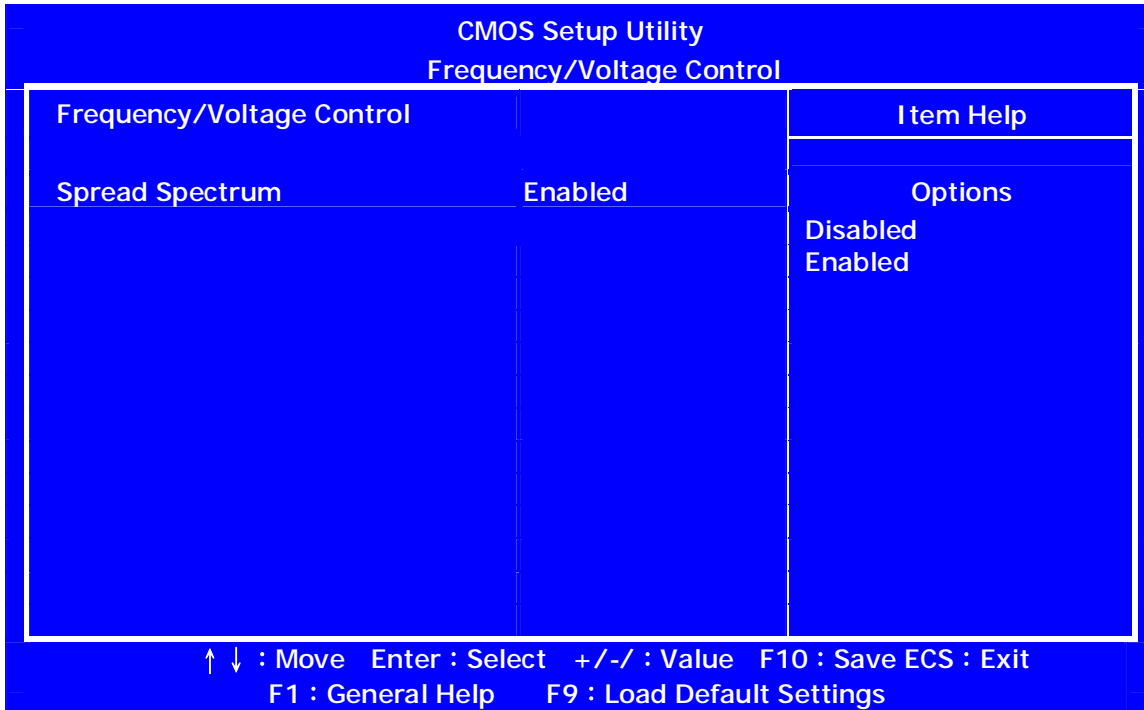 CMOS Setup Utility
Frequency/Voltage Control
Frequency/Voltage Control
Item Help
Spread Spectrum Enabled
Options
Disabled
Enabled
↑ ↓ : Move Enter : Select +/-/ : Value F10 : Save ECS : Exit
F1 : General Help F9 : Load Default Settings